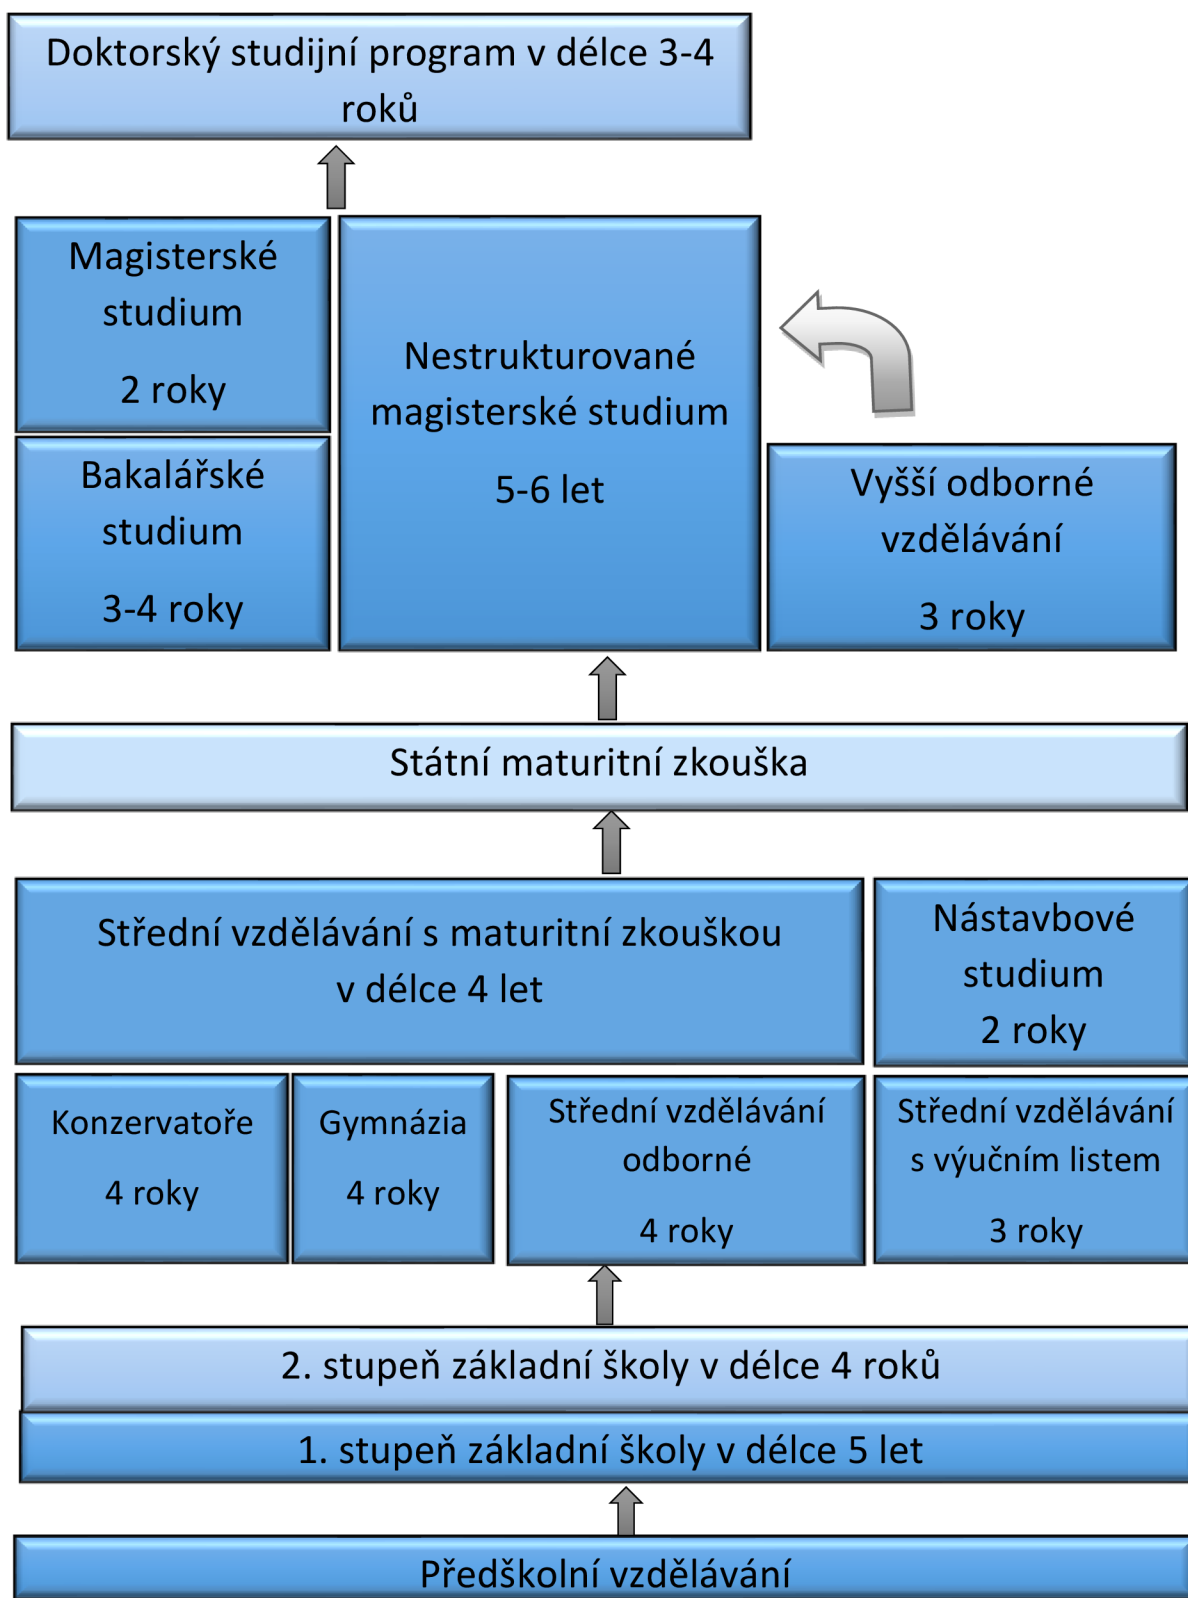 Doktorský studijní program v délce 3-4
roků
Magisterské
studium
2 roky
Bakalářské
studium
3-4 roky
Nestrukturované
magisterské studium
5-6 let
Vyšší odborné
vzdělávání
3 roky
Státní maturitní zkouška
Střední vzdělávání s maturitní zkouškou
v délce 4 let
Nástavbové
studium
2 roky
Konzervatoře
4 roky
Gymnázia
4 roky
Střední vzdělávání
odborné
4 roky
Střední vzdělávání
s výučním listem
3 roky
2. stupeň základní školy v délce 4 roků
1. stupeň základní školy v délce 5 let
Předškolní vzdělávání